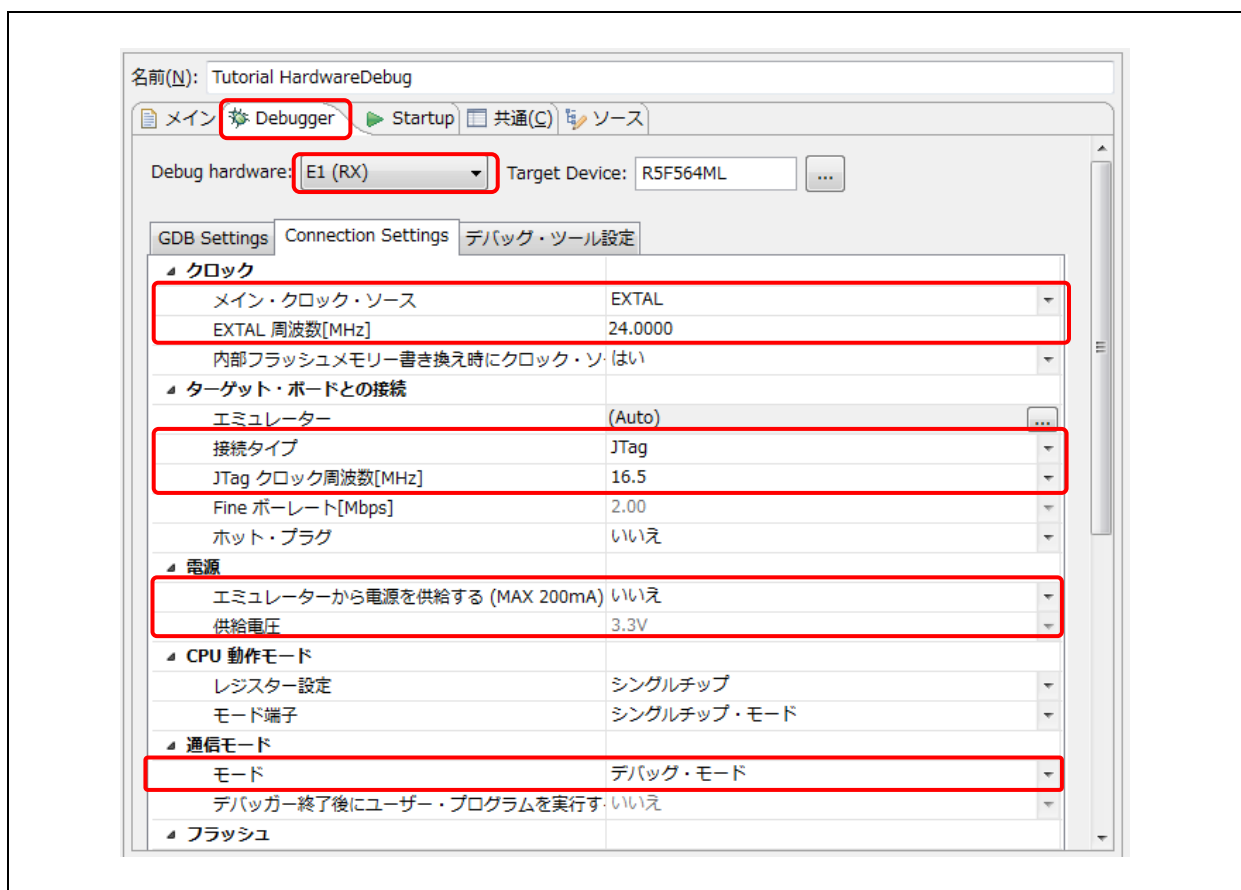 名前(N): Tutorial HardwareDebug
メイン Debugger Startup 共通(C) ソース
Debug hardware: E1 (RX) Target Device: R5F564ML ...
GDB Settings Connection Settings デバッグ・ツール設定
クロック
メイン・クロック・ソース EXTAL
EXTAL 周波数[MHz] 24.0000
内部フラッシュメモリー書き換え時にクロック・ソ はい
ターゲット・ボードとの接続
エミュレーター (Auto) ...
接続タイプ JTag
JTag クロック周波数[MHz] 16.5
Fine ボーレート[Mbps] 2.00
ホット・プラグ いいえ
電源
エミュレーターから電源を供給する (MAX 200mA) いいえ
供給電圧 3.3V
CPU 動作モード
レジスター設定 シングルチップ
モード端子 シングルチップ・モード
通信モード
モード デバッグ・モード
デバッガー終了後にユーザー・プログラムを実行す いいえ
フラッシュ